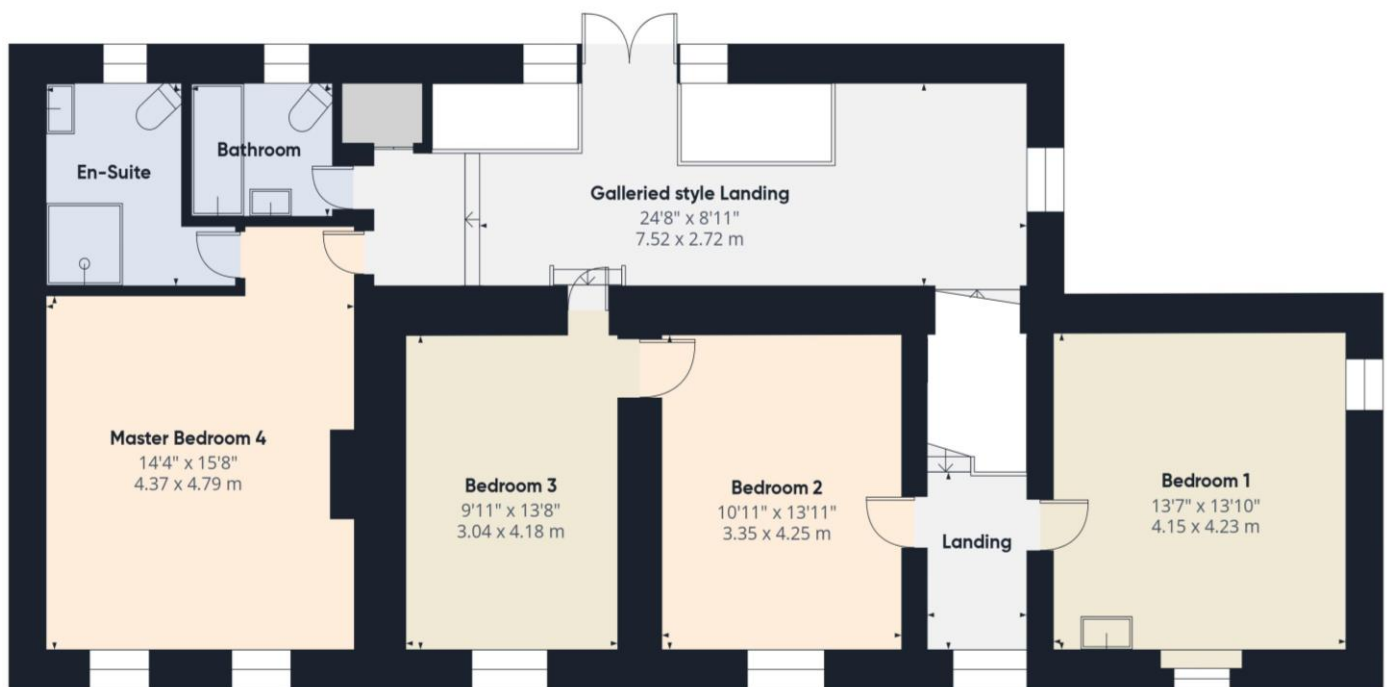 En-Suite
Bathroom
Galleried style Landing
24'8" x 8'11"
7.52 x 2.72 m
Master Bedroom 4
14'4" x 15'8"
4.37 x 4.79 m
Bedroom 3
9'11" x 13'8"
3.04 x 4.18 m
Bedroom 2
10'11" x 13'11"
3.35 x 4.25 m
Landing
Bedroom 1
13'7" x 13'10"
4.15 x 4.23 m